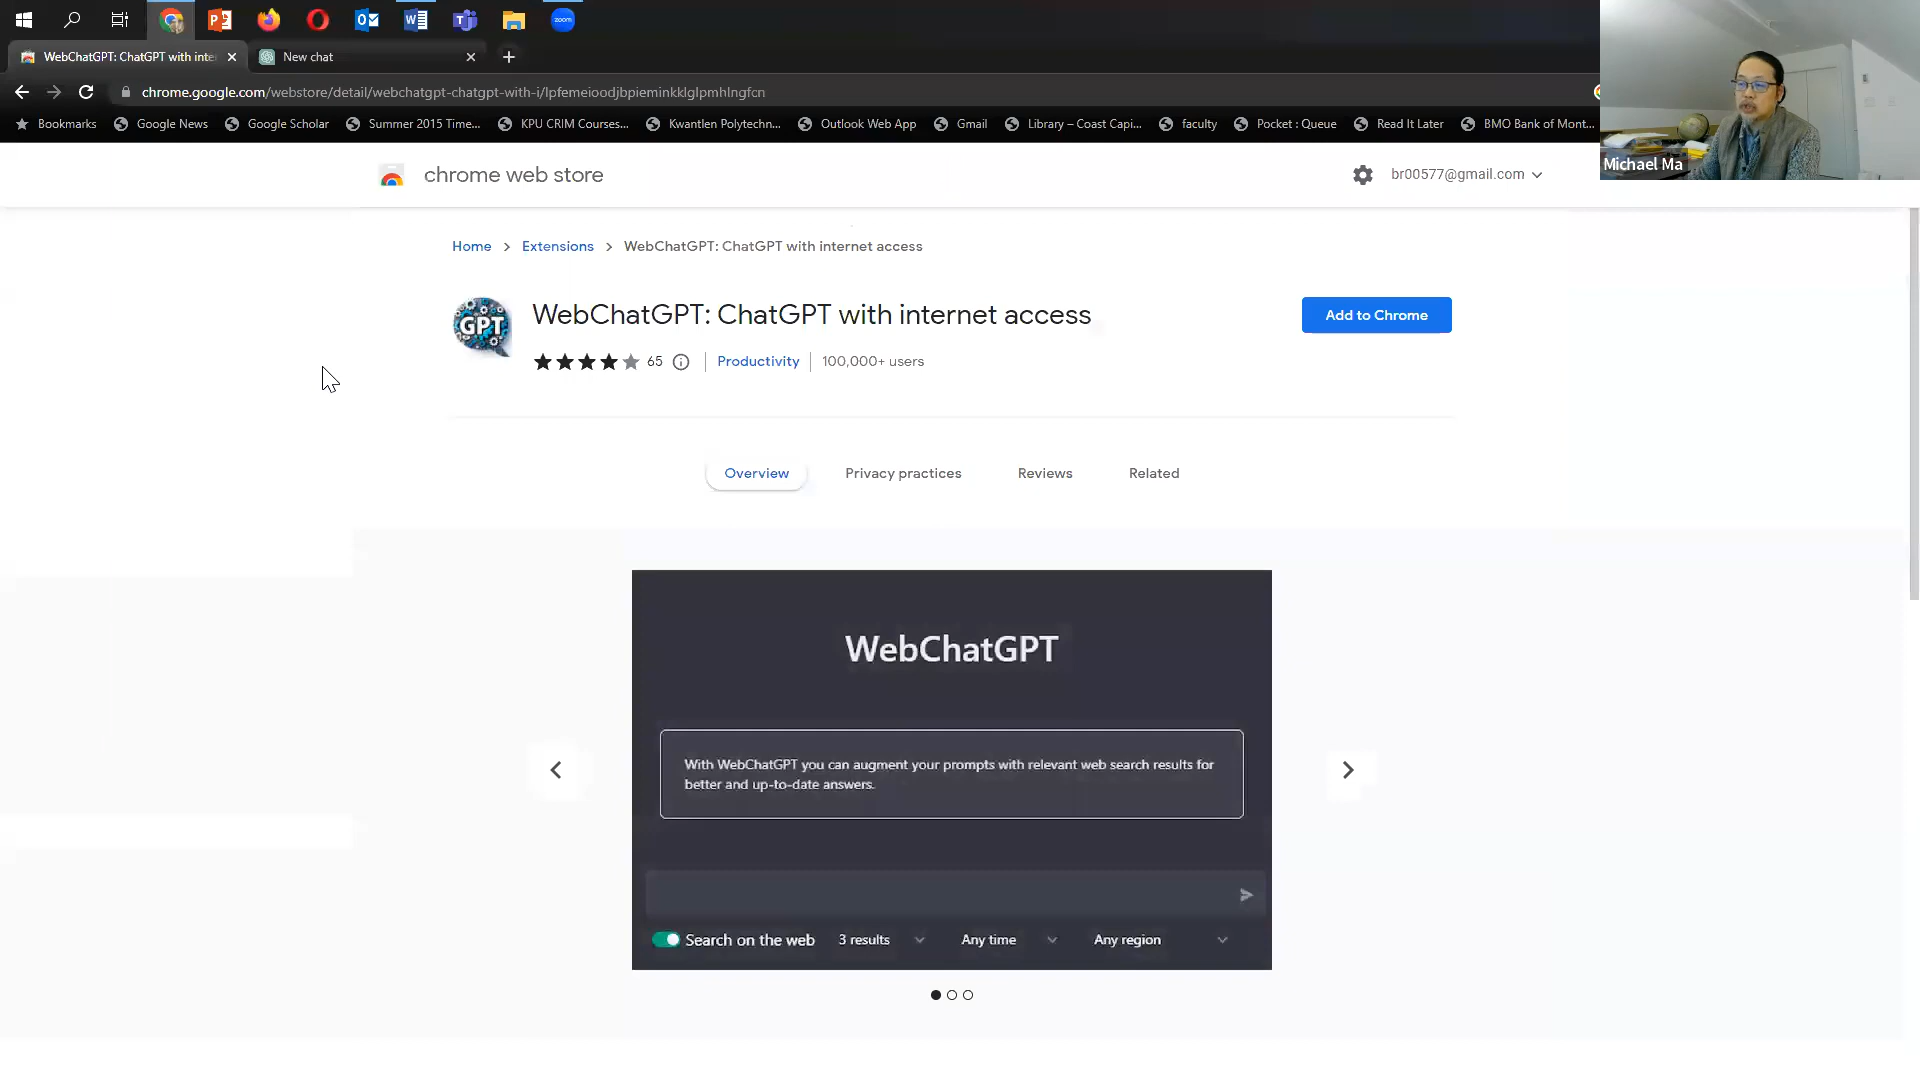 zoom
WebChatGPT: ChatGPT with inte
New chat
chrome.google.com/webstore/detail/webchatgpt-chatgpt-with-i/lpfemeioodjbpieminkklglpmhlngfcn
Bookmarks
Google News
Google Scholar
Summer 2015 Time...
KPU CRIM Courses...
Kwantlen Polytechn...
Outlook Web App
Gmail
Library – Coast Capi...
faculty
Pocket : Queue
Read It Later
BMO Bank of Mont...
Michael Ma
chrome web store
br00577@gmail.com
Home > Extensions > WebChatGPT: ChatGPT with internet access
GPT
WebChatGPT: ChatGPT with internet access
Add to Chrome
65
Productivity
100,000+ users
Overview
Privacy practices
Reviews
Related
WebChatGPT
With WebChatGPT you can augment your prompts with relevant web search results for
better and up-to-date answers.
Search on the web
3 results
Any time
Any region